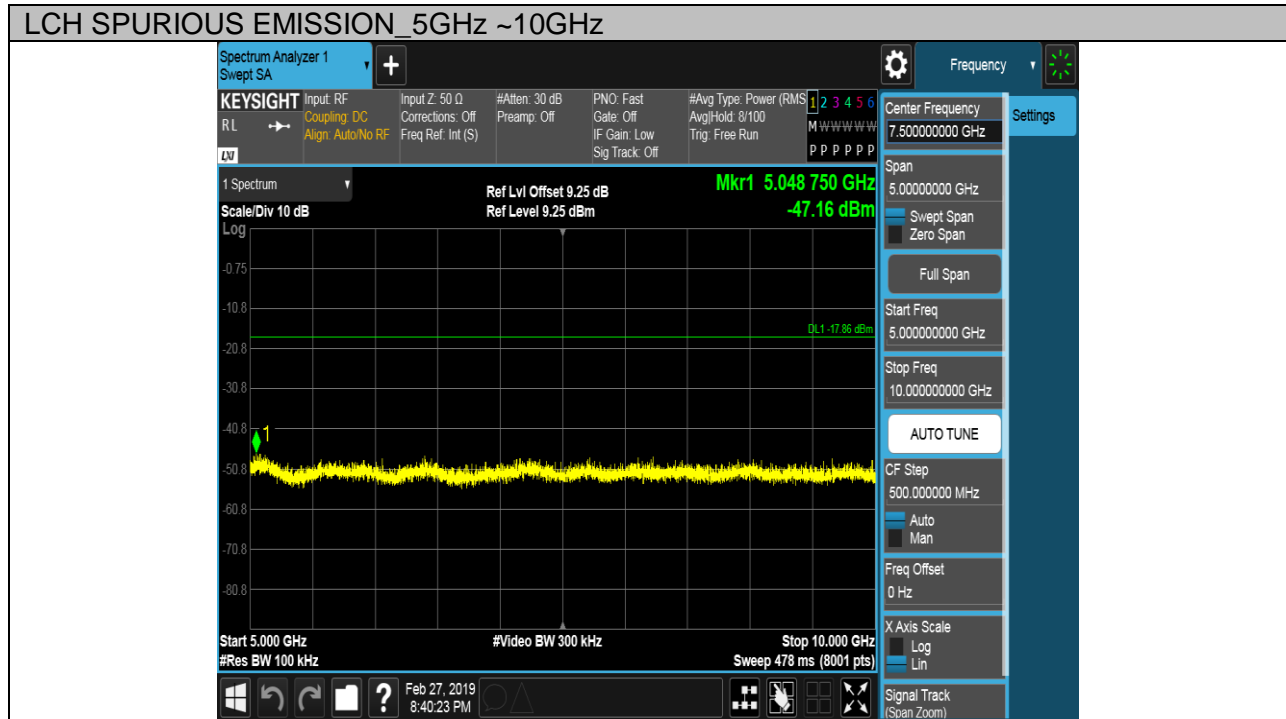 LCH SPURIOUS EMISSION_5GHz ~10GHz
Spectrum Analyzer 1
Swept SA
+
Frequency
KEYSIGHT
RL
LXI
Input: RF
Coupling: DC
Align: Auto/No RF
Input Z: 50 Ω
Corrections: Off
Freq Ref: Int (S)
#Atten: 30 dB
Preamp: Off
PNO: Fast
Gate: Off
IF Gain: Low
Sig Track: Off
#Avg Type: Power (RMS
Avg|Hold: 8/100
Trig: Free Run
1 2 3 4 5 6
M W W W W W
P P P P P P
1 Spectrum
Scale/Div 10 dB
Log
Ref Lvl Offset 9.25 dB
Ref Level 9.25 dBm
Mkr1 5.048 750 GHz
-47.16 dBm
-0.75
-10.8
DL1 -17.86 dBm
-20.8
-30.8
-40.8
1
-50.8
-60.8
-70.8
-80.8
Start 5.000 GHz
#Res BW 100 kHz
#Video BW 300 kHz
Stop 10.000 GHz
Sweep 478 ms (8001 pts)
Center Frequency
7.500000000 GHz
Settings
Span
5.00000000 GHz
Swept Span
Zero Span
Full Span
Start Freq
5.000000000 GHz
Stop Freq
10.000000000 GHz
AUTO TUNE
CF Step
500.000000 MHz
Auto
Man
Freq Offset
0 Hz
X Axis Scale
Log
Lin
Signal Track
(Span Zoom)
?
Feb 27, 2019
8:40:23 PM